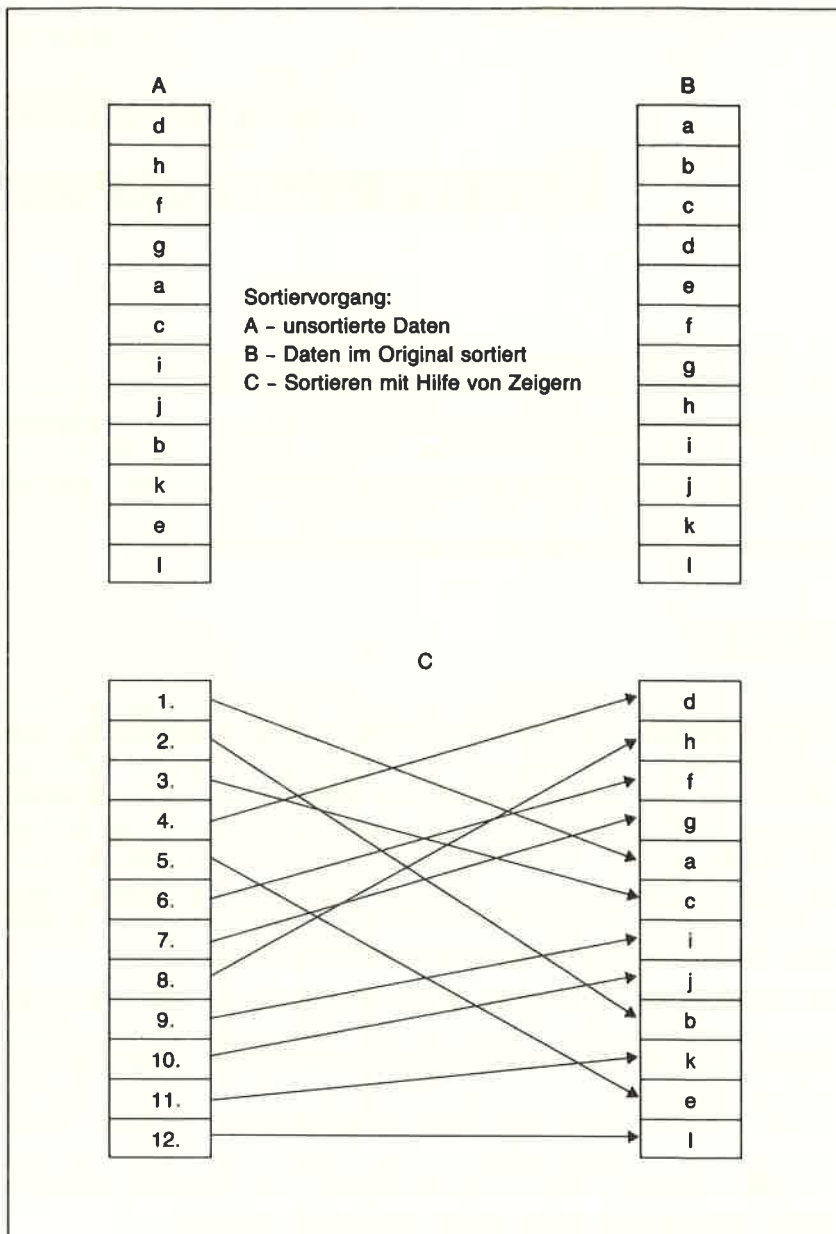 A
d
h
f
g
a
c
i
j
b
k
e
l
Sortiervorgang:
A – unsortierte Daten
B – Daten im Original sortiert
C – Sortieren mit Hilfe von Zeigern
B
a
b
c
d
e
f
g
h
i
j
k
l
C
1.
2.
3.
4.
5.
6.
7.
8.
9.
10.
11.
12.
d
h
f
g
a
c
i
j
b
k
e
l